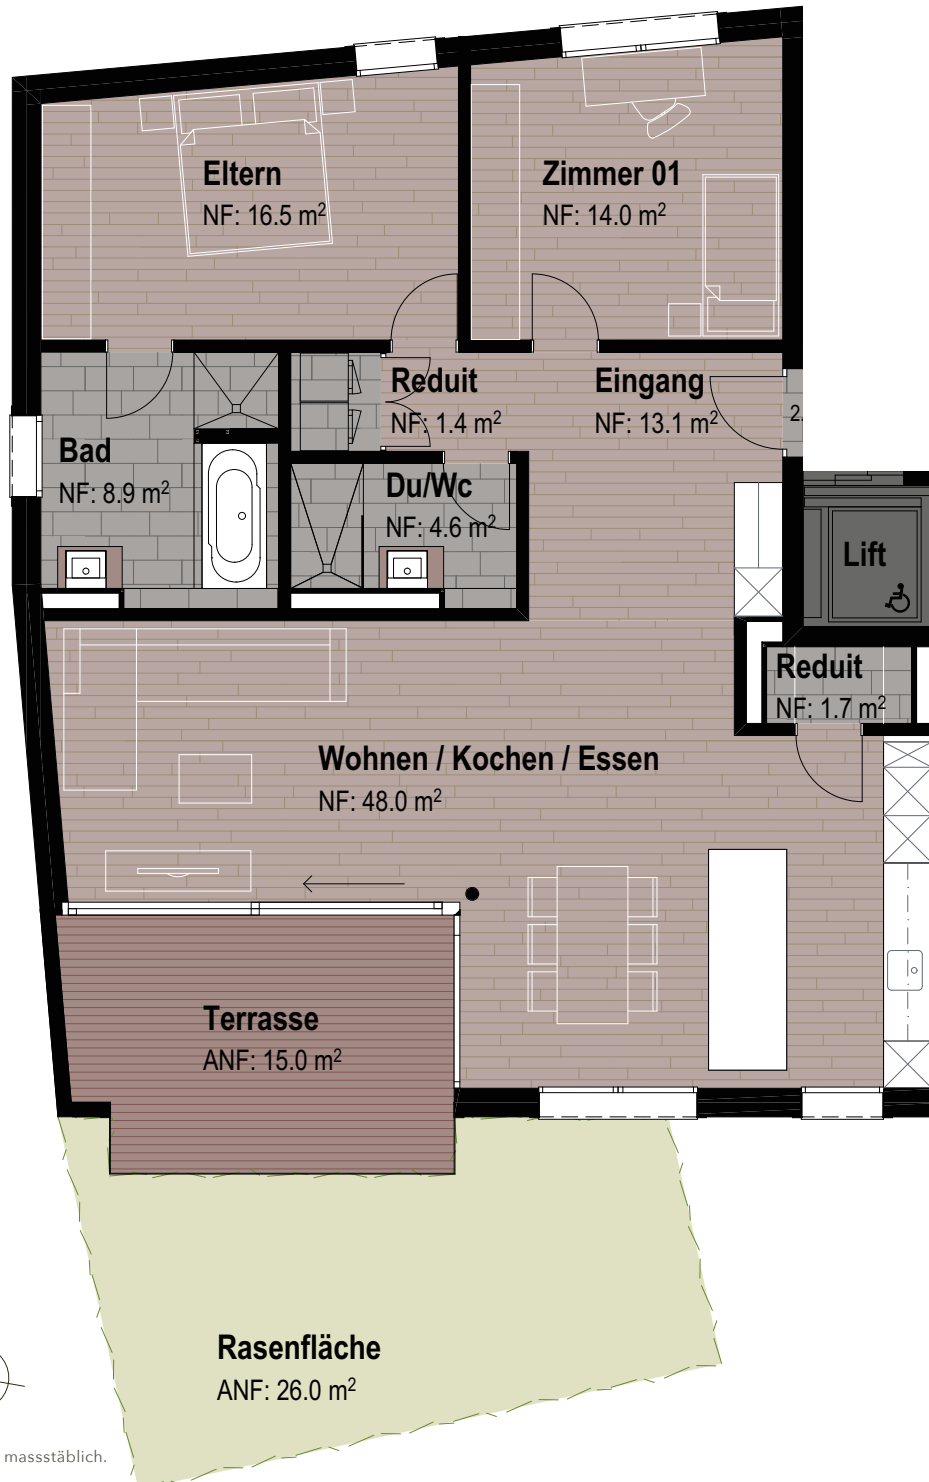 Eltern
NF: 16.5 m²
Zimmer 01
NF: 14.0 m²
Reduit
NF: 1.4 m²
Eingang
NF: 13.1 m²
2.
Bad
NF: 8.9 m²
Du/Wc
NF: 4.6 m²
Lift
Reduit
NF: 1.7 m²
Wohnen / Kochen / Essen
NF: 48.0 m²
Terrasse
ANF: 15.0 m²
Rasenfläche
ANF: 26.0 m²
massstäblich.